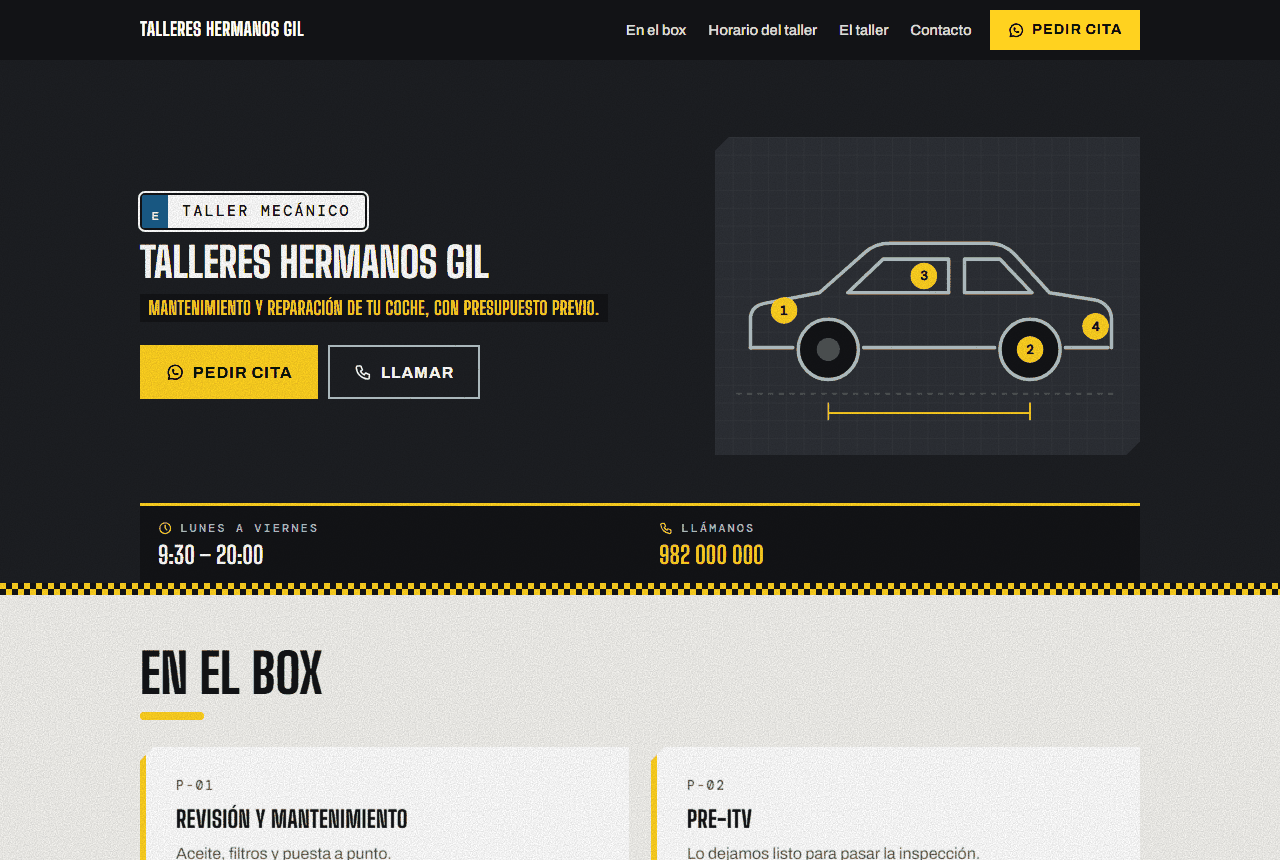 TALLERES HERMANOS GIL
En el box
Horario del taller
El taller
Contacto
PEDIR CITA
E
TALLER MECÁNICO
TALLERES HERMANOS GIL
MANTENIMIENTO Y REPARACIÓN DE TU COCHE, CON PRESUPUESTO PREVIO.
PEDIR CITA
LLAMAR
3
1
4
2
LUNES A VIERNES
9:30 – 20:00
LLÁMANOS
982 000 000
EN EL BOX
P-01
REVISIÓN Y MANTENIMIENTO
Aceite, filtros y puesta a punto.
P-02
PRE-ITV
Lo dejamos listo para pasar la inspección.